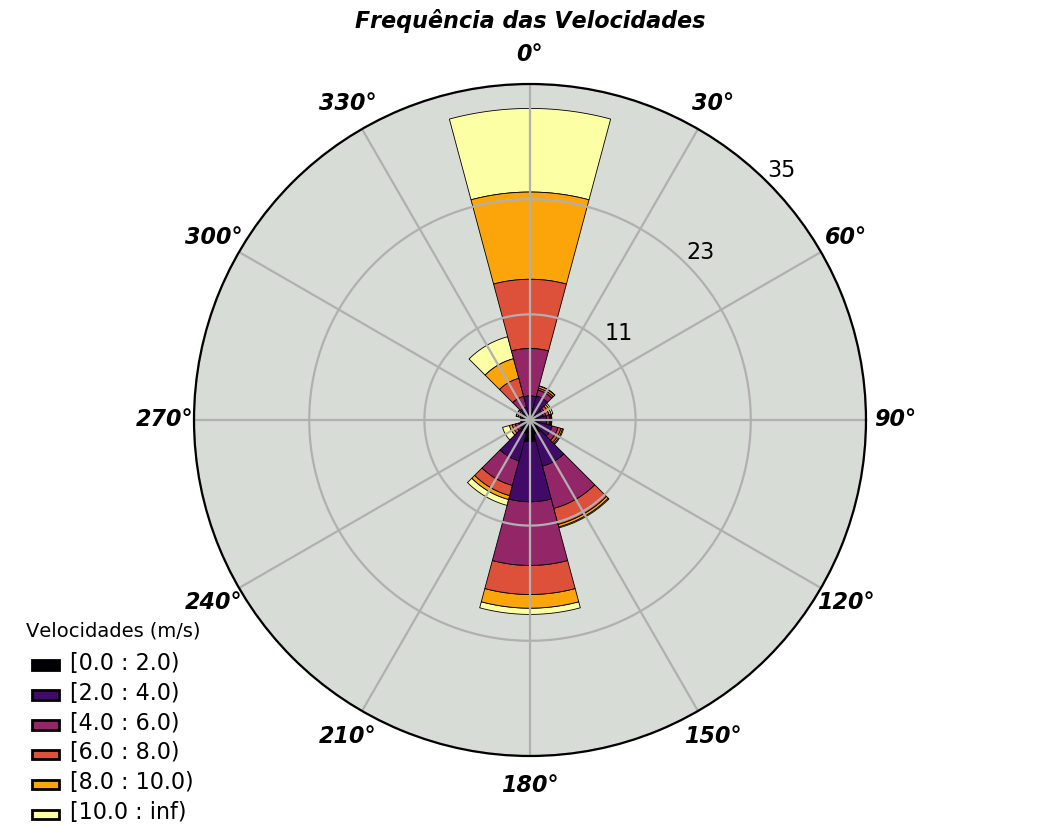 Frequência das Velocidades
0°
330°
30°
35
300°
60°
23
11
270°
90°
240°
120°
Velocidades (m/s)
[0.0 : 2.0)
[2.0 : 4.0)
[4.0 : 6.0)
210°
150°
[6.0 : 8.0)
[8.0 : 10.0)
180°
[10.0 : inf)